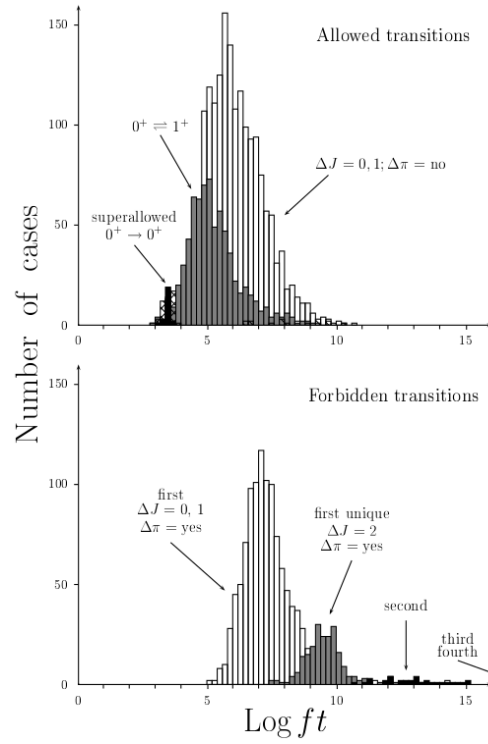 Number of cases
150
100
50
0
Allowed transitions
0⁺ ⇌ 1⁺
ΔJ = 0, 1; Δπ = no
superallowed
0⁺ → 0⁺
0
5
10
15
150
100
50
0
Forbidden transitions
first
ΔJ = 0, 1
Δπ = yes
first unique
ΔJ = 2
Δπ = yes
second
third
fourth
0
5
10
15
Log ft